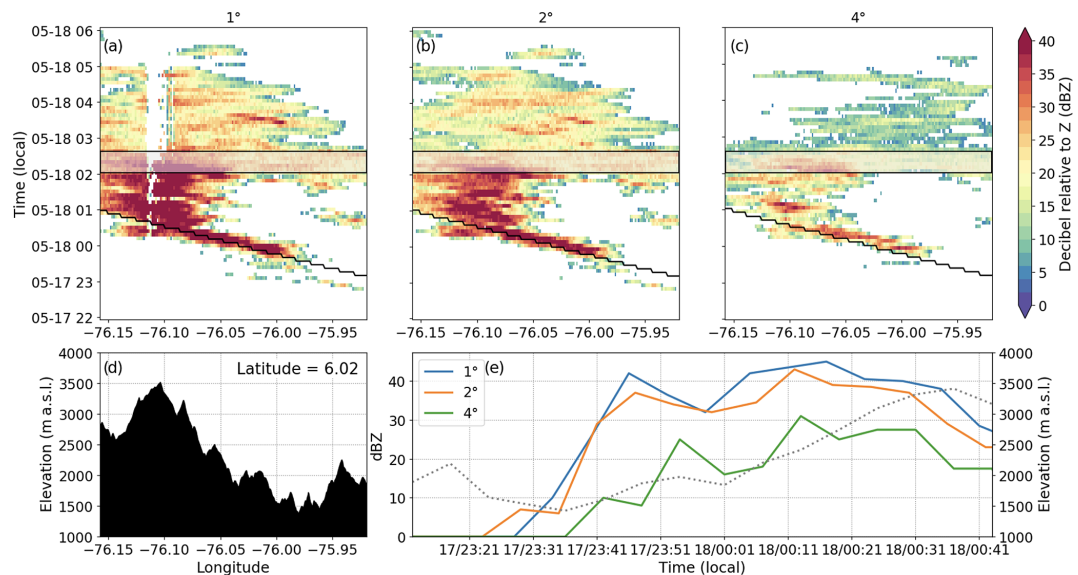 1°
2°
4°
(a)
(b)
(c)
05-18 06
05-18 05
05-18 04
05-18 03
05-18 02
05-18 01
05-18 00
05-17 23
05-17 22
Time (local)
−76.15 −76.10 −76.05 −76.00 −75.95
−76.15 −76.10 −76.05 −76.00 −75.95
−76.15 −76.10 −76.05 −76.00 −75.95
40
35
30
25
20
15
10
5
0
Decibel relative to Z (dBZ)
(d)
Latitude = 6.02
4000
3500
3000
2500
2000
1500
1000
Elevation (m a.s.l.)
−76.15 −76.10 −76.05 −76.00 −75.95
Longitude
(e)
1°
2°
4°
40
30
20
10
0
dBZ
4000
3500
3000
2500
2000
1500
1000
Elevation (m a.s.l.)
17/23:21 17/23:31 17/23:41 17/23:51 18/00:01 18/00:11 18/00:21 18/00:31 18/00:41
Time (local)